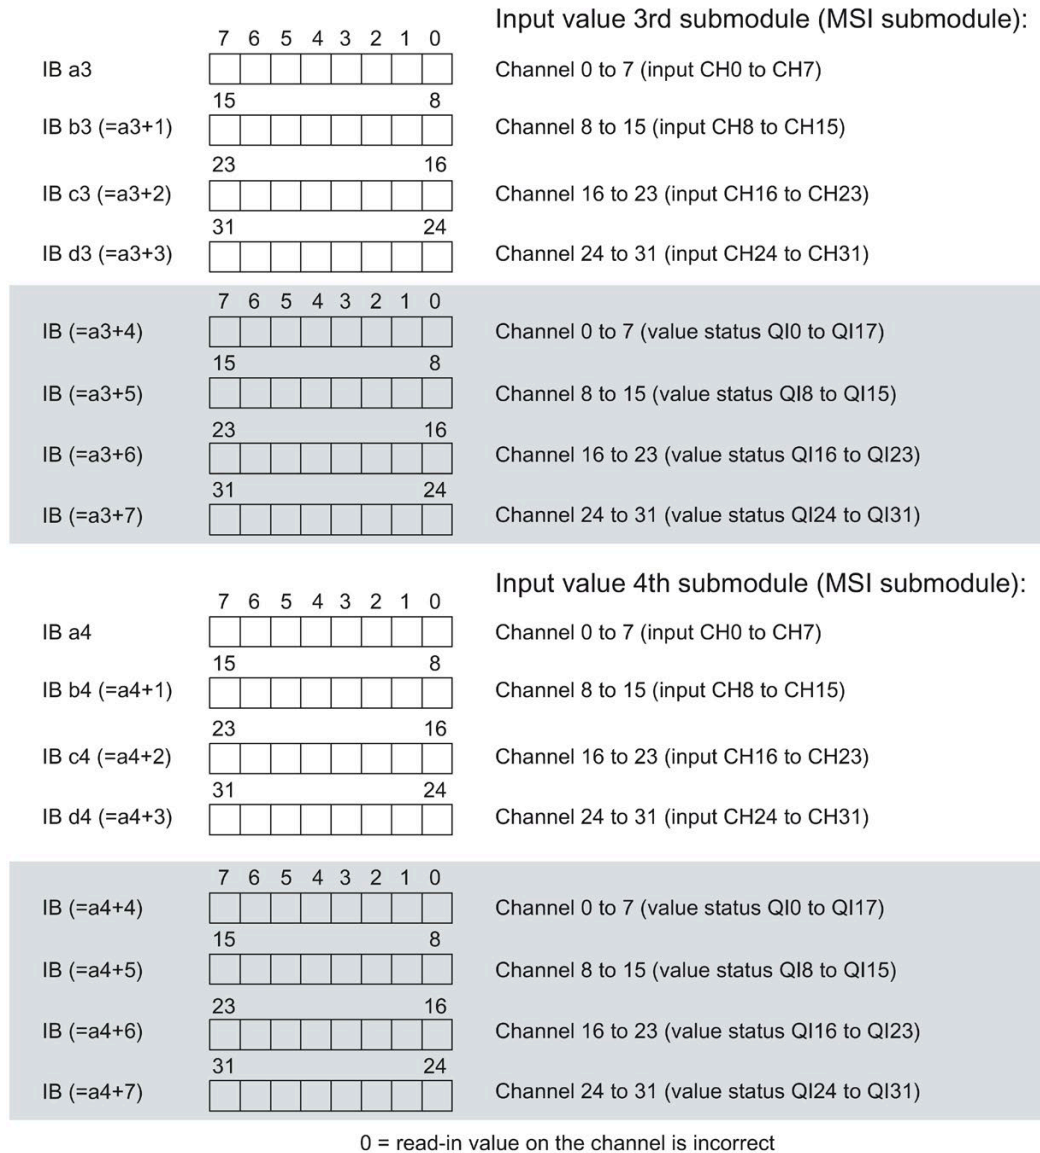 Input value 3rd submodule (MSI submodule):
7 6 5 4 3 2 1 0
IB a3 Channel 0 to 7 (input CH0 to CH7)
15 8
IB b3 (=a3+1) Channel 8 to 15 (input CH8 to CH15)
23 16
IB c3 (=a3+2) Channel 16 to 23 (input CH16 to CH23)
31 24
IB d3 (=a3+3) Channel 24 to 31 (input CH24 to CH31)
7 6 5 4 3 2 1 0
IB (=a3+4) Channel 0 to 7 (value status QI0 to QI17)
15 8
IB (=a3+5) Channel 8 to 15 (value status QI8 to QI15)
23 16
IB (=a3+6) Channel 16 to 23 (value status QI16 to QI23)
31 24
IB (=a3+7) Channel 24 to 31 (value status QI24 to QI31)
Input value 4th submodule (MSI submodule):
7 6 5 4 3 2 1 0
IB a4 Channel 0 to 7 (input CH0 to CH7)
15 8
IB b4 (=a4+1) Channel 8 to 15 (input CH8 to CH15)
23 16
IB c4 (=a4+2) Channel 16 to 23 (input CH16 to CH23)
31 24
IB d4 (=a4+3) Channel 24 to 31 (input CH24 to CH31)
7 6 5 4 3 2 1 0
IB (=a4+4) Channel 0 to 7 (value status QI0 to QI17)
15 8
IB (=a4+5) Channel 8 to 15 (value status QI8 to QI15)
23 16
IB (=a4+6) Channel 16 to 23 (value status QI16 to QI23)
31 24
IB (=a4+7) Channel 24 to 31 (value status QI24 to QI31)
0 = read-in value on the channel is incorrect